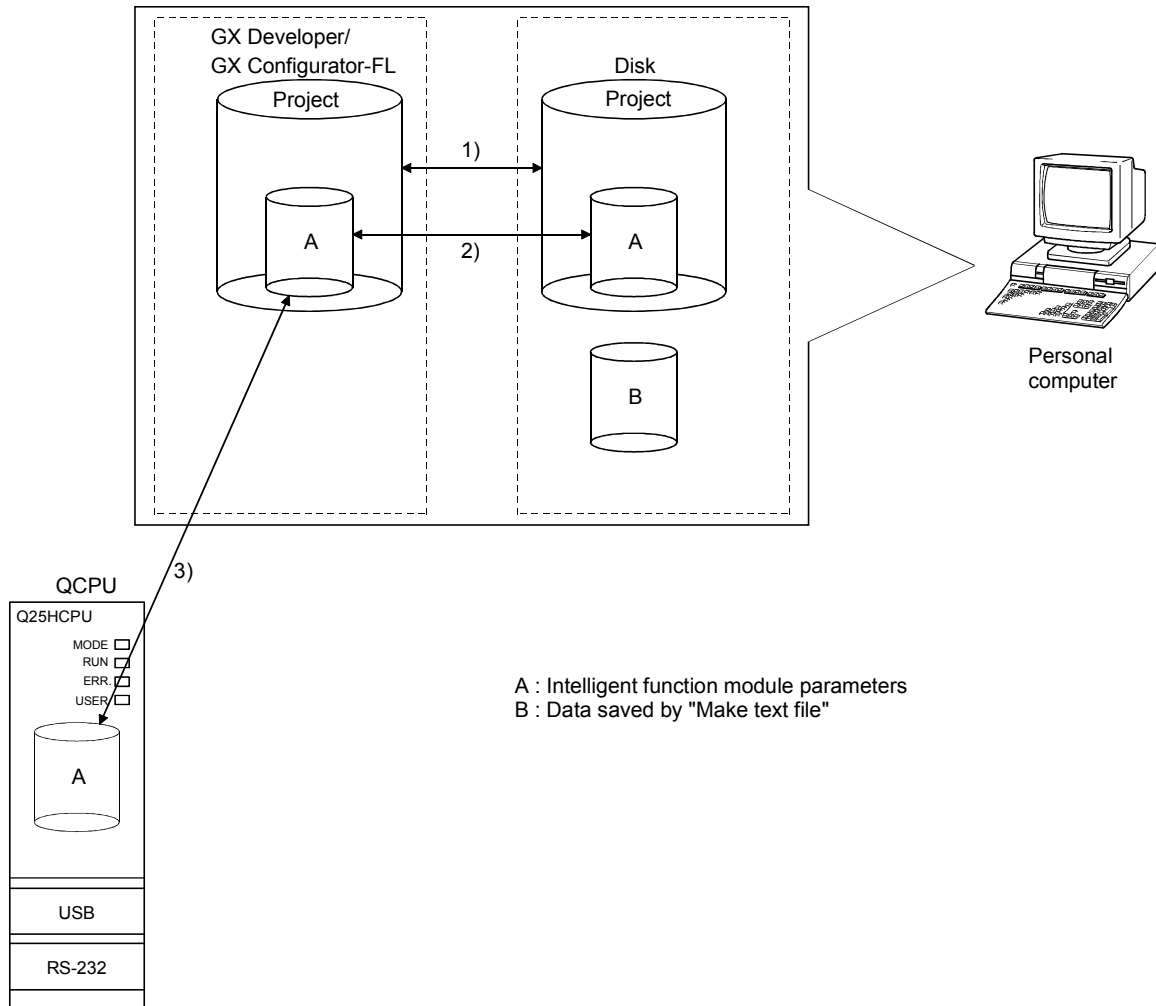 GX Developer/
GX Configurator-FL
Project
Disk
Project
1)
A
2)
A
B
Personal
computer
3)
QCPU
Q25HCPU
MODE
RUN
ERR.
USER
A
USB
RS-232
A : Intelligent function module parameters
B : Data saved by "Make text file"